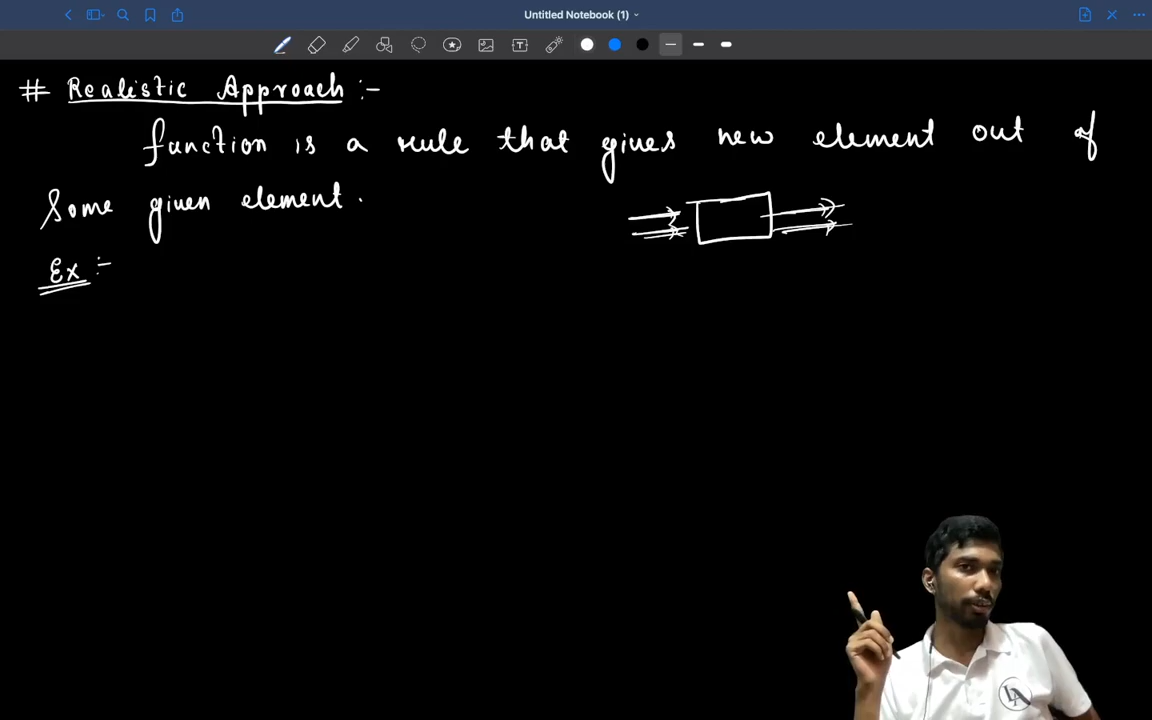 Untitled Notebook (1)
# Realistic Approach :-
function is a rule that gives new element out of
Some given element.
Ex :-